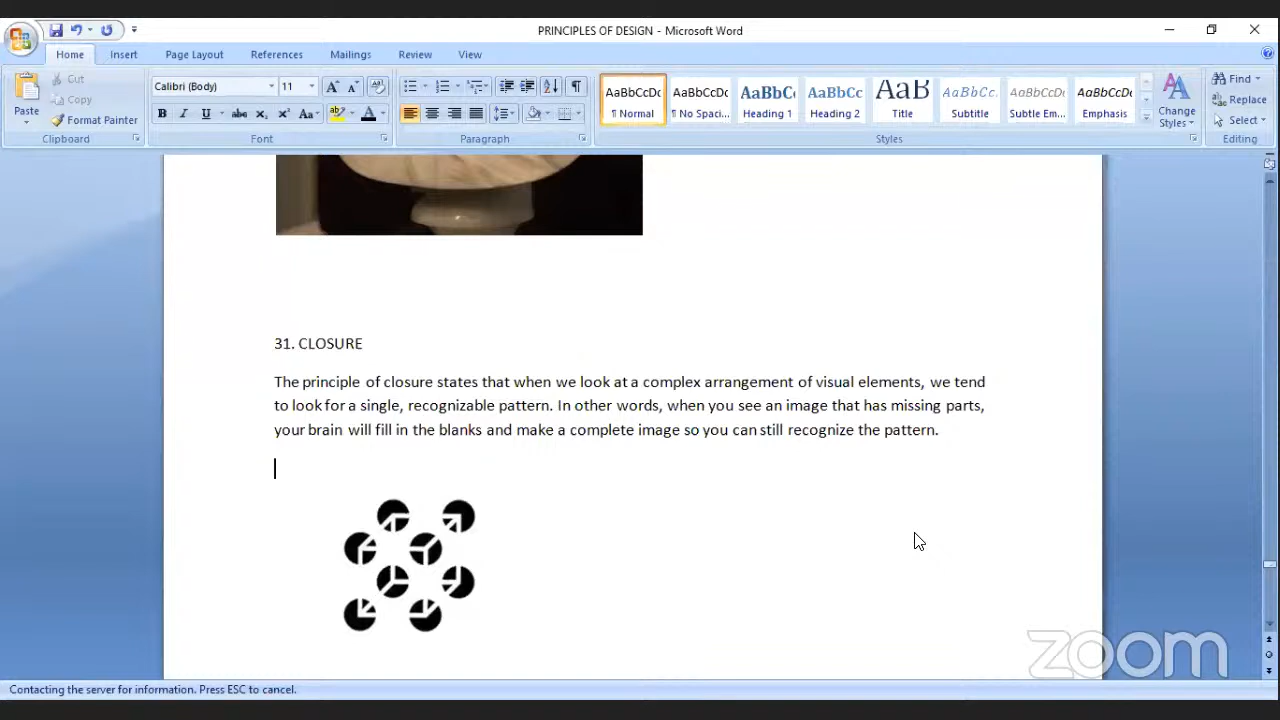 PRINCIPLES OF DESIGN - Microsoft Word
Home Insert Page Layout References Mailings Review View
Paste
Cut
Copy
Format Painter
Clipboard
Calibri (Body) 11
B I U abc X₂ X² Aa
Font
Paragraph
AaBbCcDc AaBbCcDc AaBbCc AaBbCc AaB AaBbCc. AaBbCcDc AaBbCcDc
¶ Normal ¶ No Spaci... Heading 1 Heading 2 Title Subtitle Subtle Em... Emphasis
Change Styles
Styles
Find
Replace
Select
Editing
31. CLOSURE
The principle of closure states that when we look at a complex arrangement of visual elements, we tend
to look for a single, recognizable pattern. In other words, when you see an image that has missing parts,
your brain will fill in the blanks and make a complete image so you can still recognize the pattern.
zoom
Contacting the server for information. Press ESC to cancel.